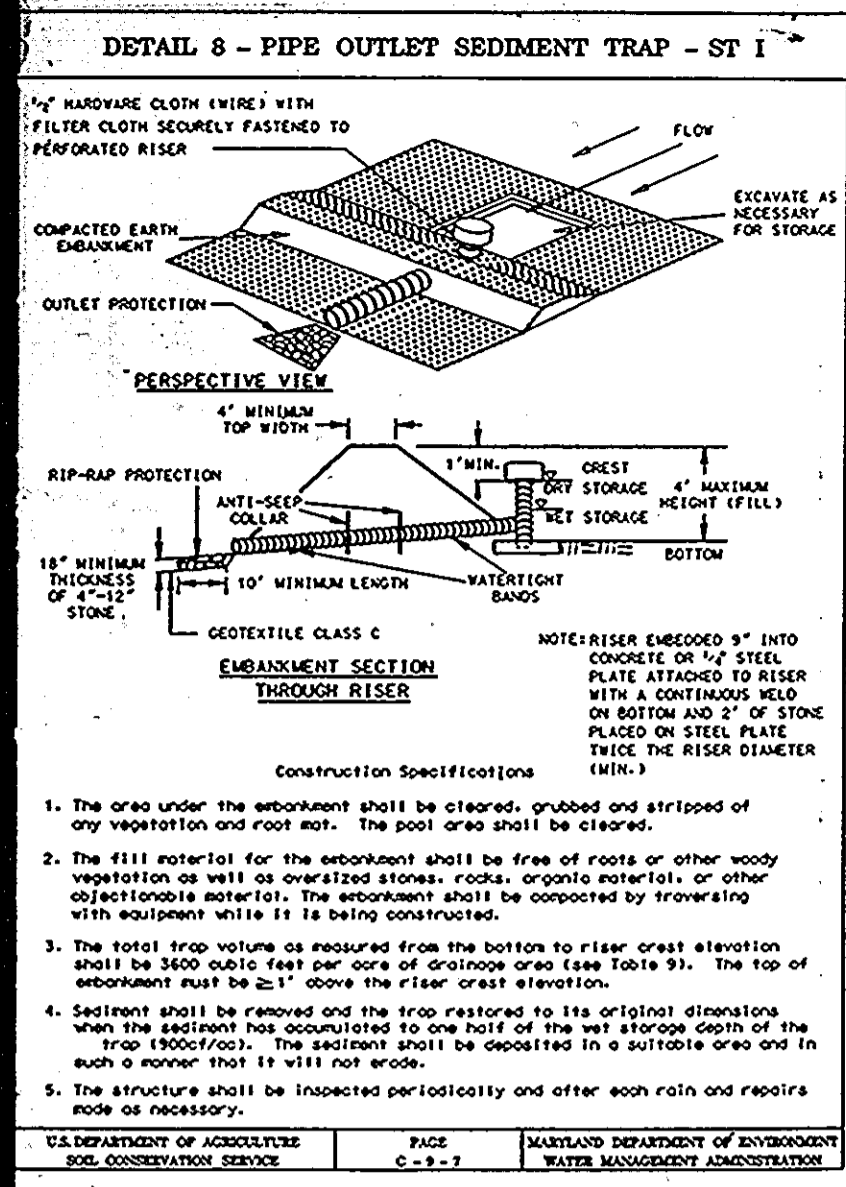 DETAIL 8 - PIPE OUTLET SEDIMENT TRAP - ST I
1/2" HARDWARE CLOTH (WIRE) WITH
FILTER CLOTH SECURELY FASTENED TO
PERFORATED RISER
FLOW
EXCAVATE AS
NECESSARY
FOR STORAGE
COMPACTED EARTH
EMBANKMENT
OUTLET PROTECTION
PERSPECTIVE VIEW
4' MINIMUM
TOP WIDTH
1'MIN.
CREST
DRY STORAGE
WET STORAGE
4' MAXIMUM
HEIGHT (FILL)
BOTTOM
RIP-RAP PROTECTION
ANTI-SEEP
COLLAR
18" MINIMUM
THICKNESS
OF 4"-12"
STONE
10' MINIMUM LENGTH
WATERTIGHT
BANDS
GEOTEXTILE CLASS C
EMBANKMENT SECTION
THROUGH RISER
NOTE: RISER EMBEDDED 9" INTO
CONCRETE OR 1/4" STEEL
PLATE ATTACHED TO RISER
WITH A CONTINUOUS WELD
ON BOTTOM AND 2' OF STONE
PLACED ON STEEL PLATE
TWICE THE RISER DIAMETER
(MIN.)
Construction Specifications
1. The area under the embankment shall be cleared, grubbed and stripped of
any vegetation and root mat. The pool area shall be cleared.
2. The fill material for the embankment shall be free of roots or other woody
vegetation as well as oversized stones, rocks, organic material, or other
objectionable material. The embankment shall be compacted by traversing
with equipment while it is being constructed.
3. The total trap volume as measured from the bottom to riser crest elevation
shall be 3600 cubic feet per acre of drainage area (see Table 9). The top of
embankment must be ≥1' above the riser crest elevation.
4. Sediment shall be removed and the trap restored to its original dimensions
when the sediment has accumulated to one half of the wet storage depth of the
trap (900cf/ac). The sediment shall be deposited in a suitable area and in
such a manner that it will not erode.
5. The structure shall be inspected periodically and after each rain and repairs
made as necessary.
U.S. DEPARTMENT OF AGRICULTURE
SOIL CONSERVATION SERVICE
PAGE
C - 9 - 7
MARYLAND DEPARTMENT OF ENVIRONMENT
WATER MANAGEMENT ADMINISTRATION